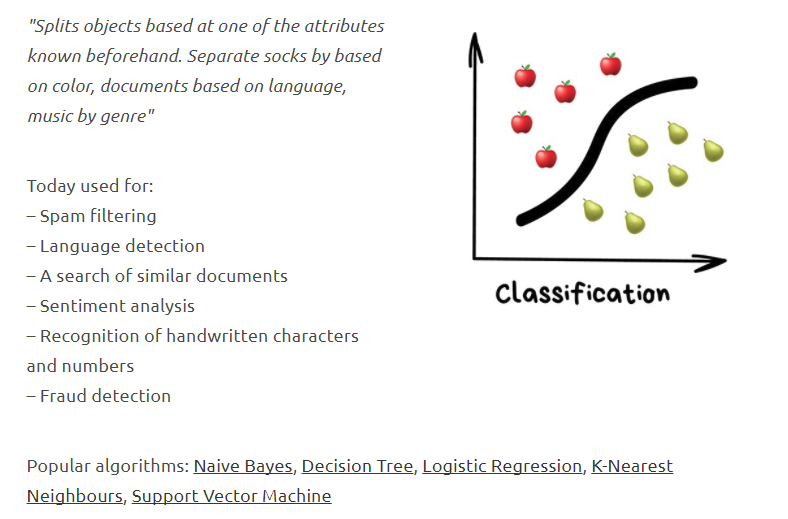 "Splits objects based at one of the attributes
known beforehand. Separate socks by based
on color, documents based on language,
music by genre"
Today used for:
– Spam filtering
– Language detection
– A search of similar documents
– Sentiment analysis
– Recognition of handwritten characters
and numbers
– Fraud detection
Classification
Popular algorithms: Naive Bayes, Decision Tree, Logistic Regression, K-Nearest
Neighbours, Support Vector Machine